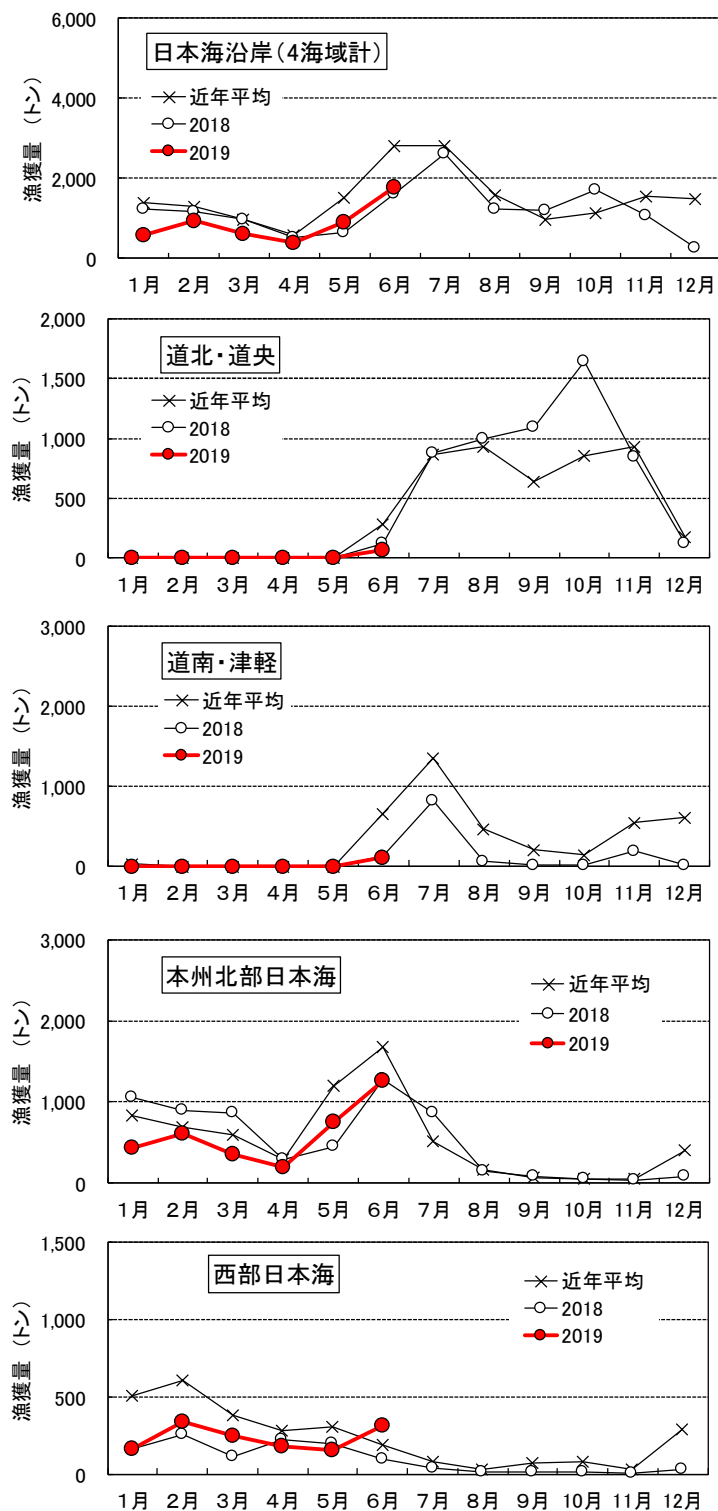 日本海沿岸（4海域計）
近年平均
2018
2019
漁獲量（トン）
6,000
4,000
2,000
0
1月 2月 3月 4月 5月 6月 7月 8月 9月 10月 11月 12月
道北・道央
近年平均
2018
2019
漁獲量（トン）
2,000
1,500
1,000
500
0
1月 2月 3月 4月 5月 6月 7月 8月 9月 10月 11月 12月
道南・津軽
近年平均
2018
2019
漁獲量（トン）
3,000
2,000
1,000
0
1月 2月 3月 4月 5月 6月 7月 8月 9月 10月 11月 12月
本州北部日本海
近年平均
2018
2019
漁獲量（トン）
3,000
2,000
1,000
0
1月 2月 3月 4月 5月 6月 7月 8月 9月 10月 11月 12月
西部日本海
近年平均
2018
2019
漁獲量（トン）
1,500
1,000
500
0
1月 2月 3月 4月 5月 6月 7月 8月 9月 10月 11月 12月